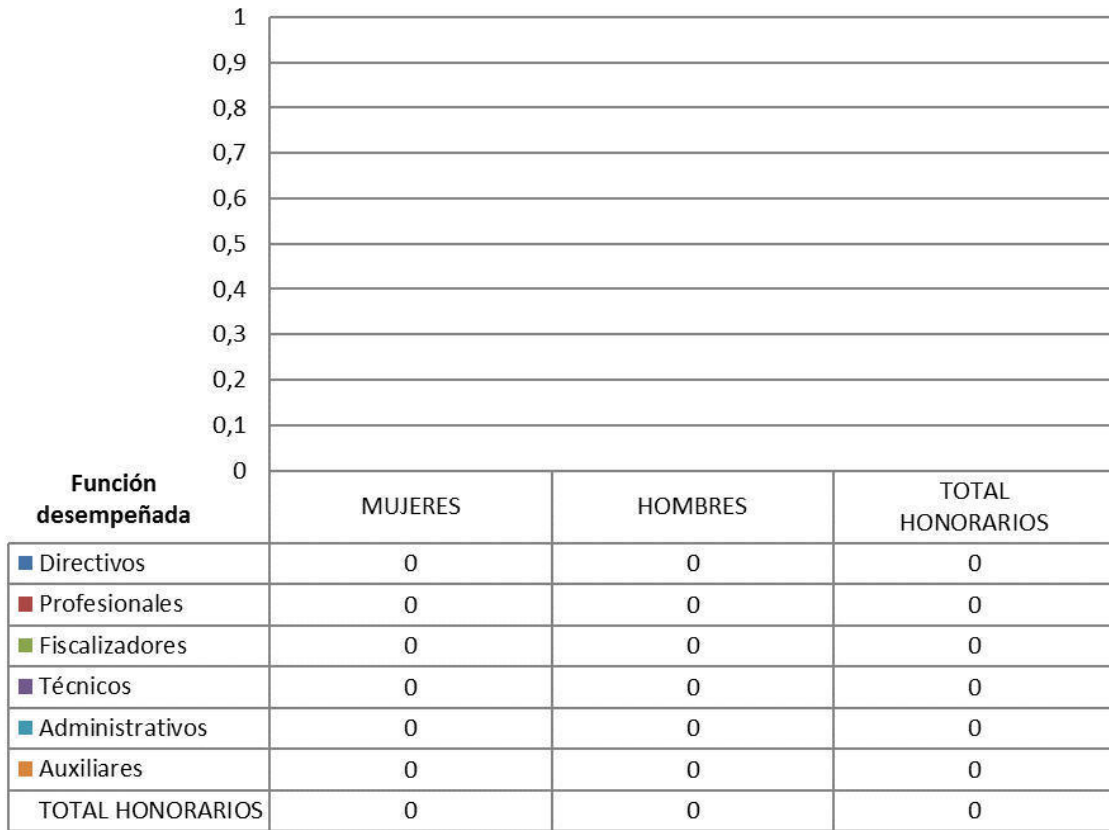 1
0,9
0,8
0,7
0,6
0,5
0,4
0,3
0,2
0,1
0
Función
desempeñada
MUJERES HOMBRES TOTAL
HONORARIOS
Directivos 0 0 0
Profesionales 0 0 0
Fiscalizadores 0 0 0
Técnicos 0 0 0
Administrativos 0 0 0
Auxiliares 0 0 0
TOTAL HONORARIOS 0 0 0